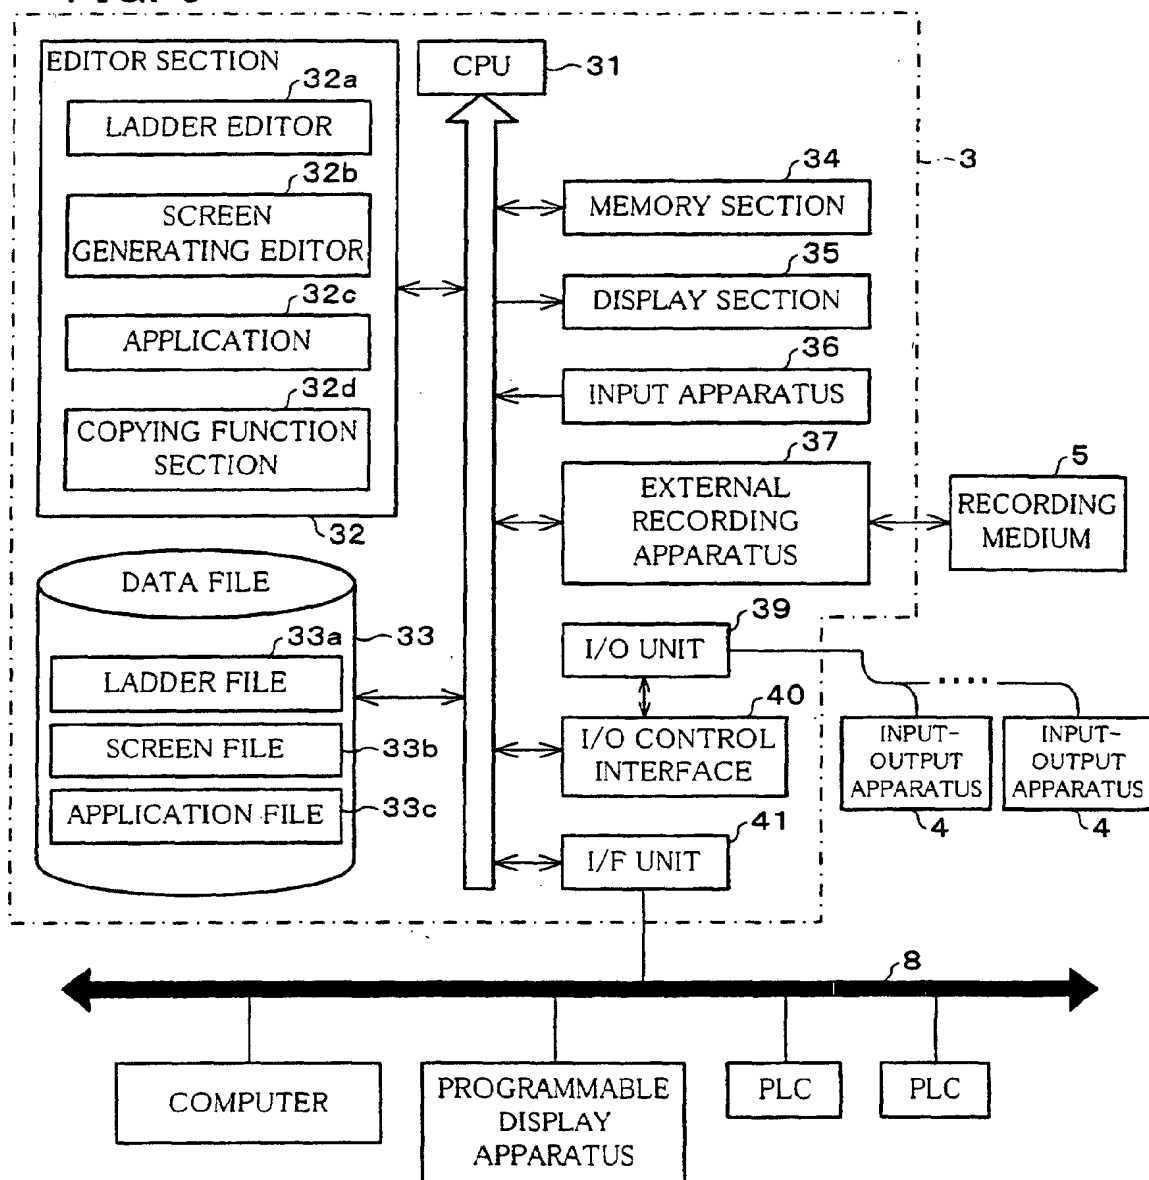 EDITOR SECTION
32a
LADDER EDITOR
32b
SCREEN
GENERATING EDITOR
32c
APPLICATION
32d
COPYING FUNCTION
SECTION
32
CPU
31
3
34
MEMORY SECTION
35
DISPLAY SECTION
36
INPUT APPARATUS
37
EXTERNAL
RECORDING
APPARATUS
5
RECORDING
MEDIUM
DATA FILE
33
33a
LADDER FILE
SCREEN FILE
33b
APPLICATION FILE
33c
39
I/O UNIT
40
I/O CONTROL
INTERFACE
41
I/F UNIT
INPUT-
OUTPUT
APPARATUS
4
INPUT-
OUTPUT
APPARATUS
4
8
COMPUTER
PROGRAMMABLE
DISPLAY
APPARATUS
PLC
PLC